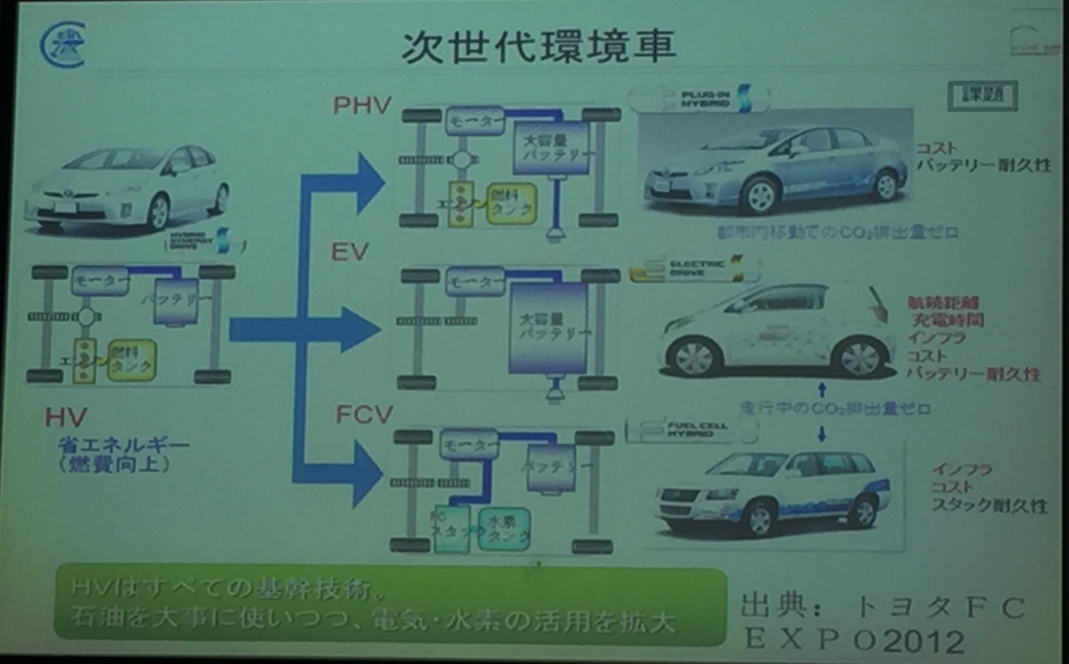 次世代環境車
課題
PHV
モーター
大容量
バッテリー
エンジン
燃料
タンク
PLUG-IN
HYBRID
コスト
バッテリー耐久性
都市内移動でのCO₂排出量ゼロ
HYBRID
SYNERGY
DRIVE
モーター
バッテリー
エンジン
燃料
タンク
HV
省エネルギー
(燃費向上)
EV
モーター
大容量
バッテリー
ELECTRIC
DRIVE
航続距離
充電時間
インフラ
コスト
バッテリー耐久性
走行中のCO₂排出量ゼロ
FCV
モーター
バッテリー
FC
スタック
水素
タンク
FUEL CELL
HYBRID
インフラ
コスト
スタック耐久性
HVはすべての基幹技術。
石油を大事に使いつつ、電気・水素の活用を拡大
出典：トヨタFC
EXPO2012